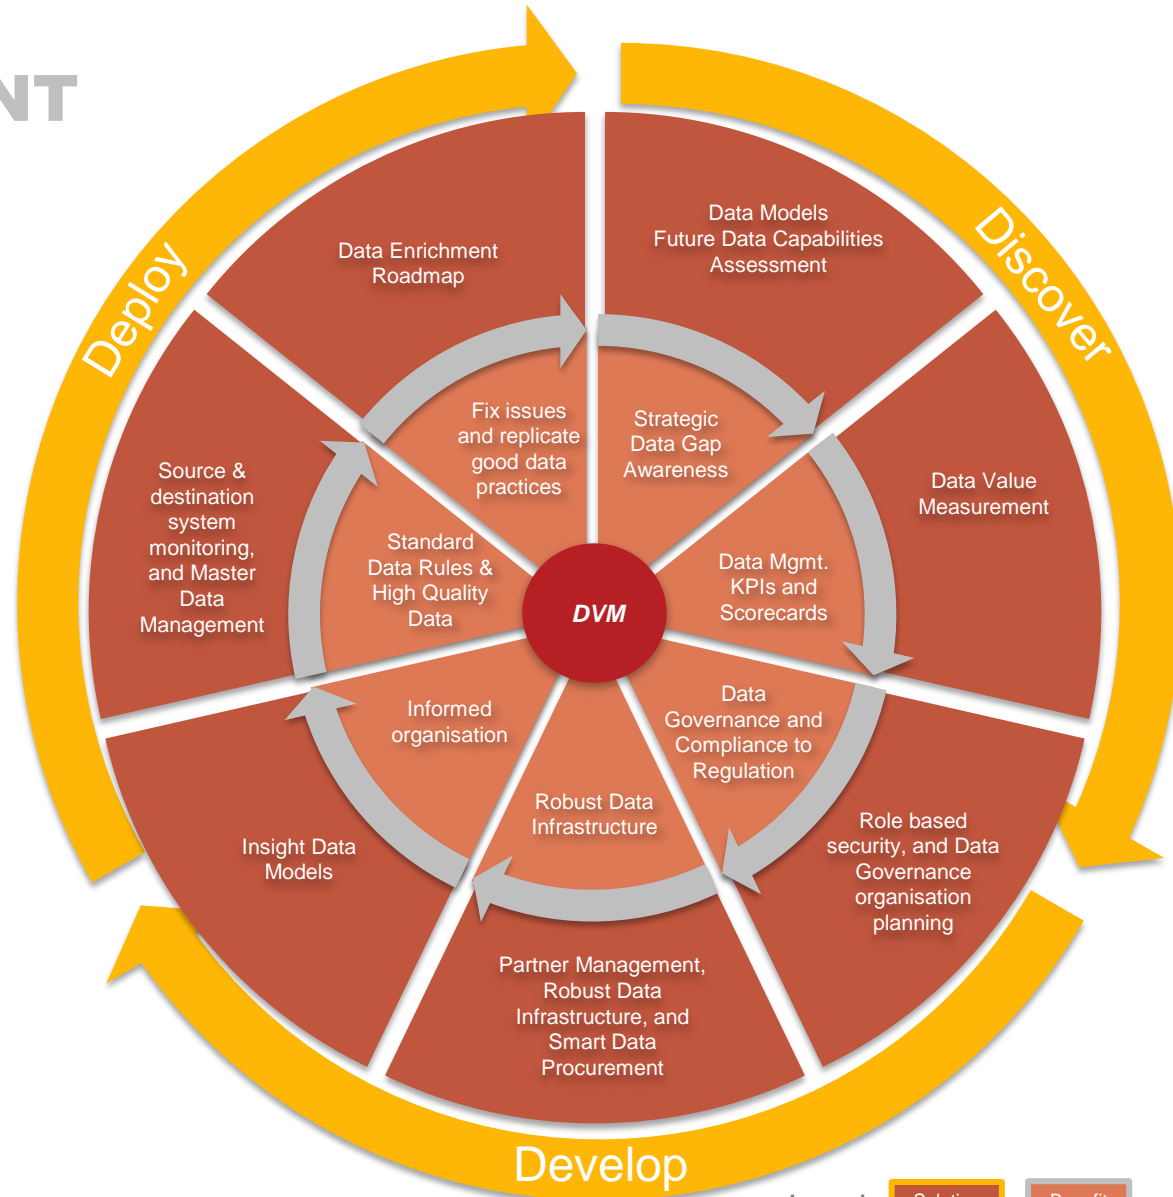 NT
Deploy
Discover
Develop
Data Models
Future Data Capabilities
Assessment
Data Value
Measurement
Role based
security, and Data
Governance
organisation
planning
Partner Management,
Robust Data
Infrastructure, and
Smart Data
Procurement
Insight Data
Models
Source &
destination
system
monitoring,
and Master
Data
Management
Data Enrichment
Roadmap
Strategic
Data Gap
Awareness
Data Mgmt.
KPIs and
Scorecards
Data
Governance and
Compliance to
Regulation
Robust Data
Infrastructure
Informed
organisation
Standard
Data Rules &
High Quality
Data
Fix issues
and replicate
good data
practices
DVM